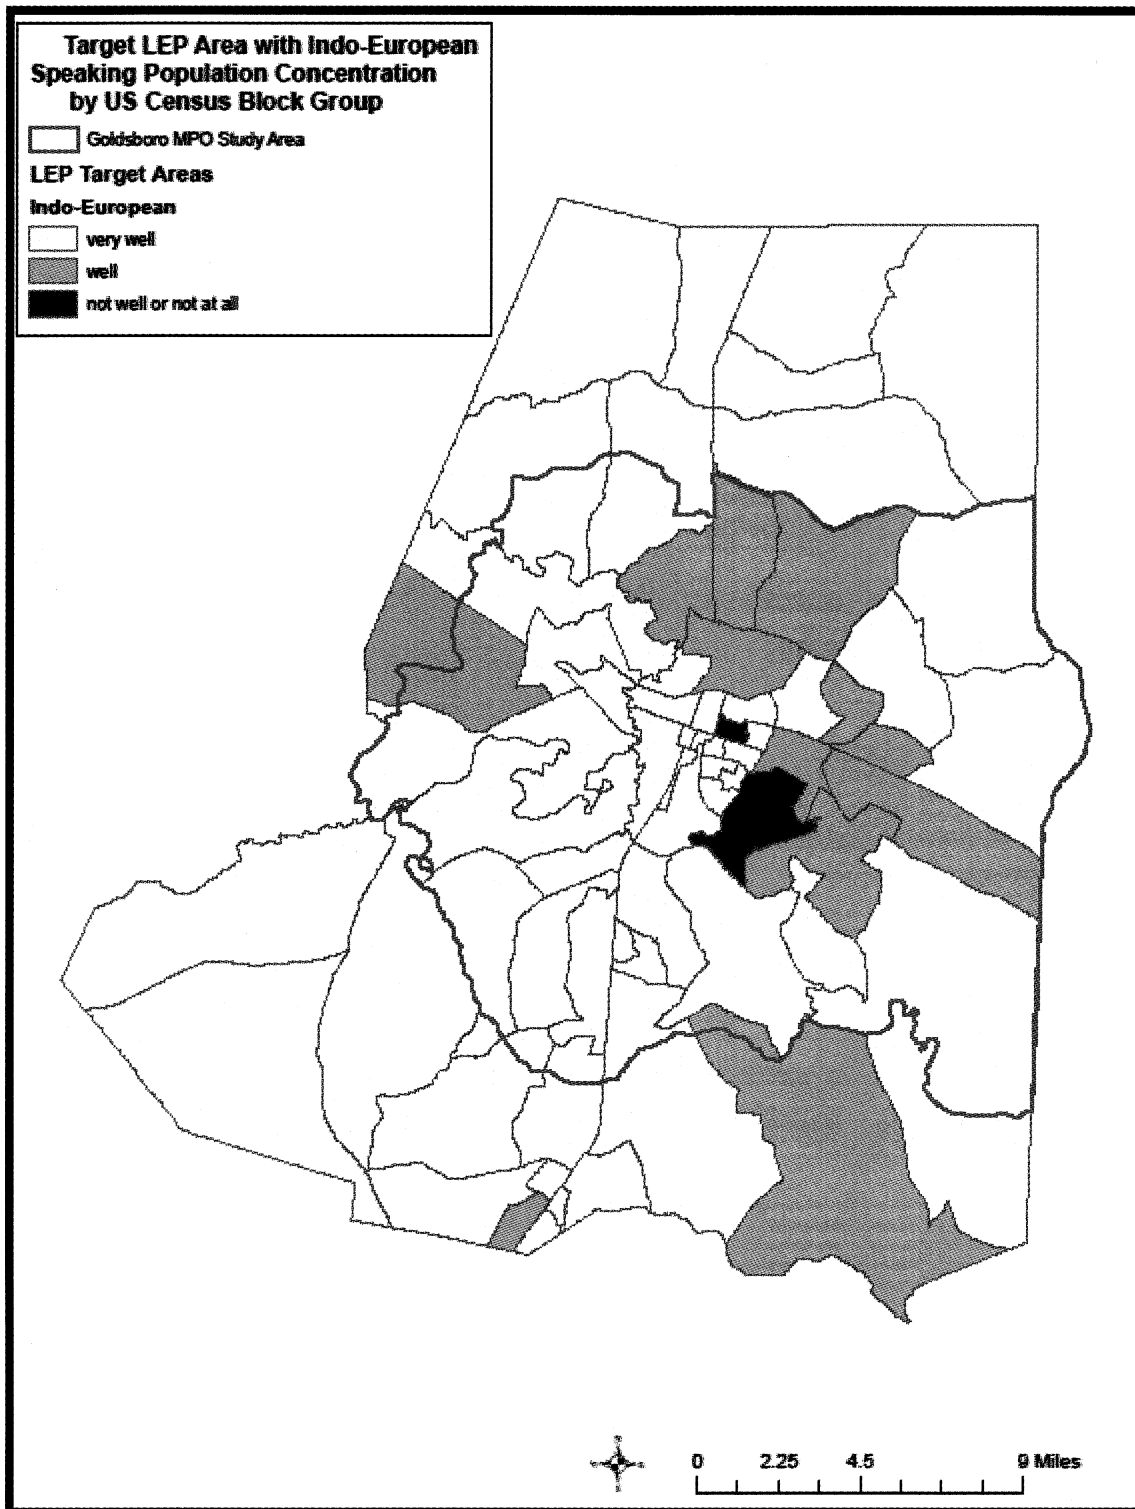 Target LEP Area with Indo-European
Speaking Population Concentration
by US Census Block Group
Goldsboro MPO Study Area
LEP Target Areas
Indo-European
very well
well
not well or not at all
0 2.25 4.5 9 Miles